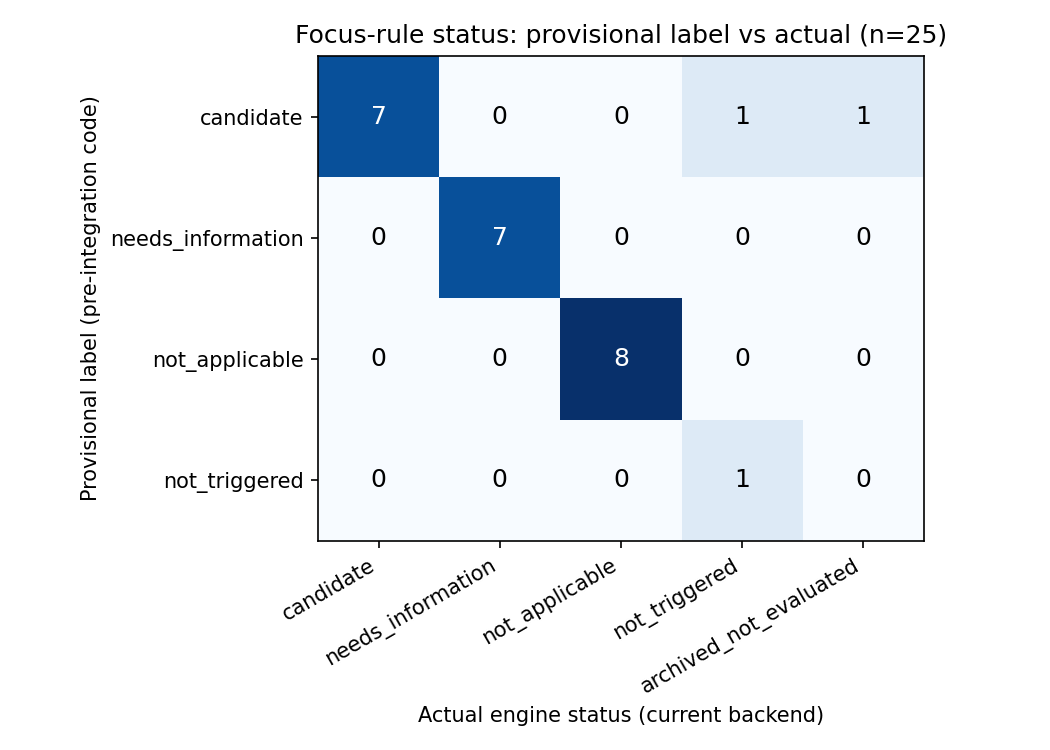 Focus-rule status: provisional label vs actual (n=25)
Provisional label (pre-integration code)
candidate
7 0 0 1 1
needs_information
0 7 0 0 0
not_applicable
0 0 8 0 0
not_triggered
0 0 0 1 0
candidate
needs_information
not_applicable
not_triggered
archived_not_evaluated
Actual engine status (current backend)